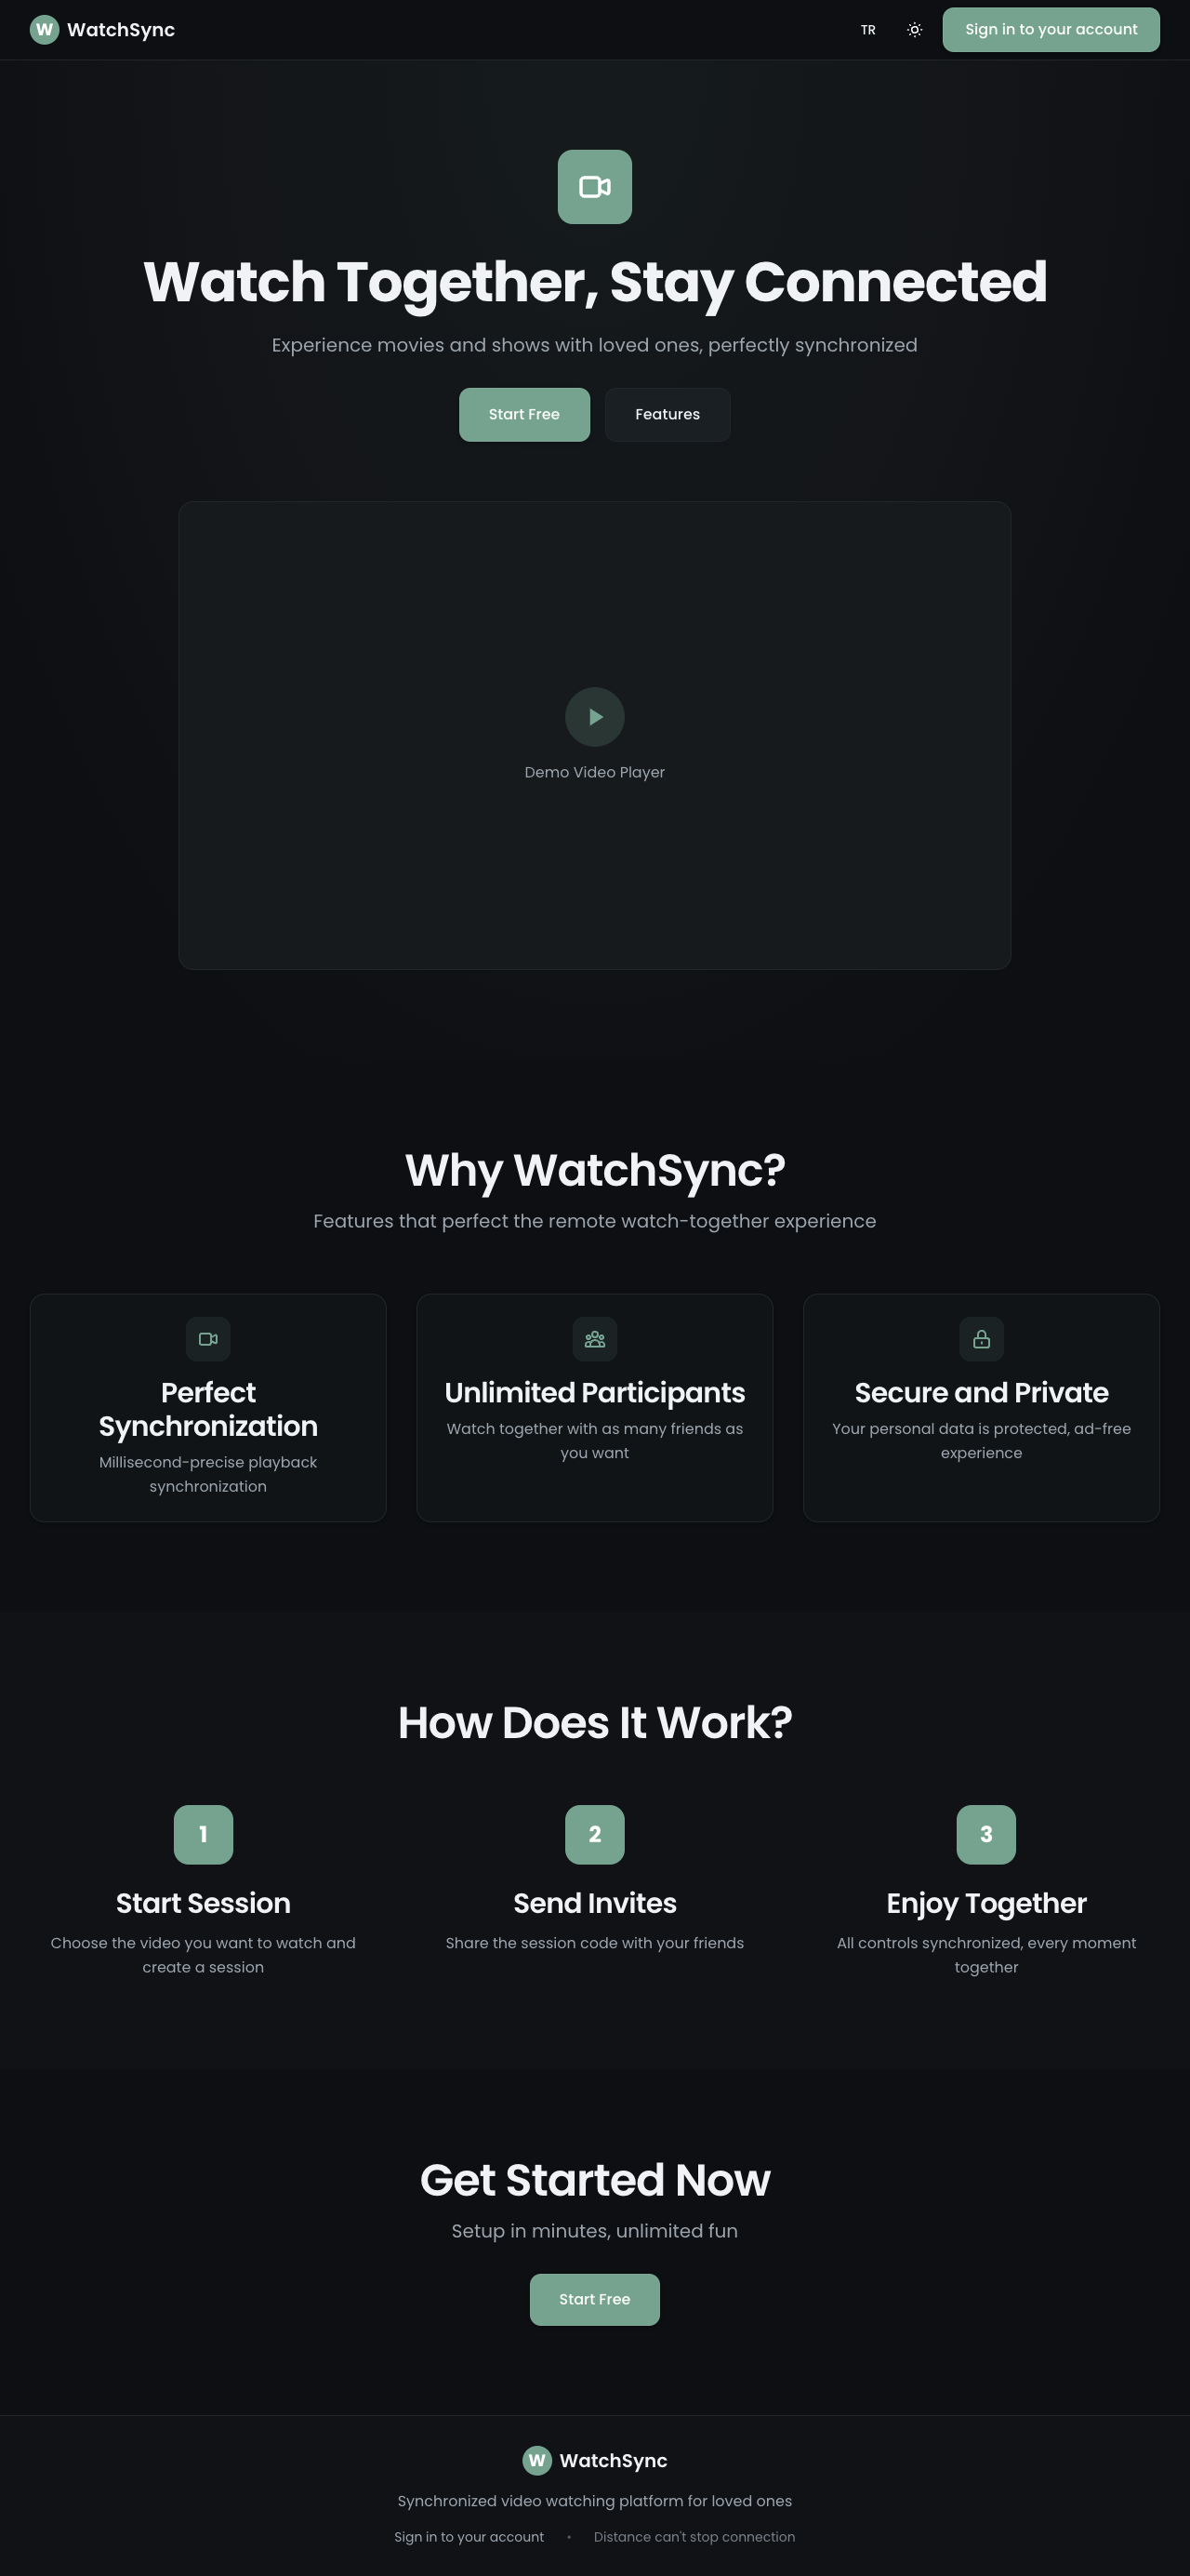 W WatchSync
TR
Sign in to your account
Watch Together, Stay Connected
Experience movies and shows with loved ones, perfectly synchronized
Start Free
Features
Demo Video Player
Why WatchSync?
Features that perfect the remote watch-together experience
Perfect
Synchronization
Millisecond-precise playback
synchronization
Unlimited Participants
Watch together with as many friends as
you want
Secure and Private
Your personal data is protected, ad-free
experience
How Does It Work?
1
Start Session
Choose the video you want to watch and
create a session
2
Send Invites
Share the session code with your friends
3
Enjoy Together
All controls synchronized, every moment
together
Get Started Now
Setup in minutes, unlimited fun
Start Free
W WatchSync
Synchronized video watching platform for loved ones
Sign in to your account • Distance can't stop connection